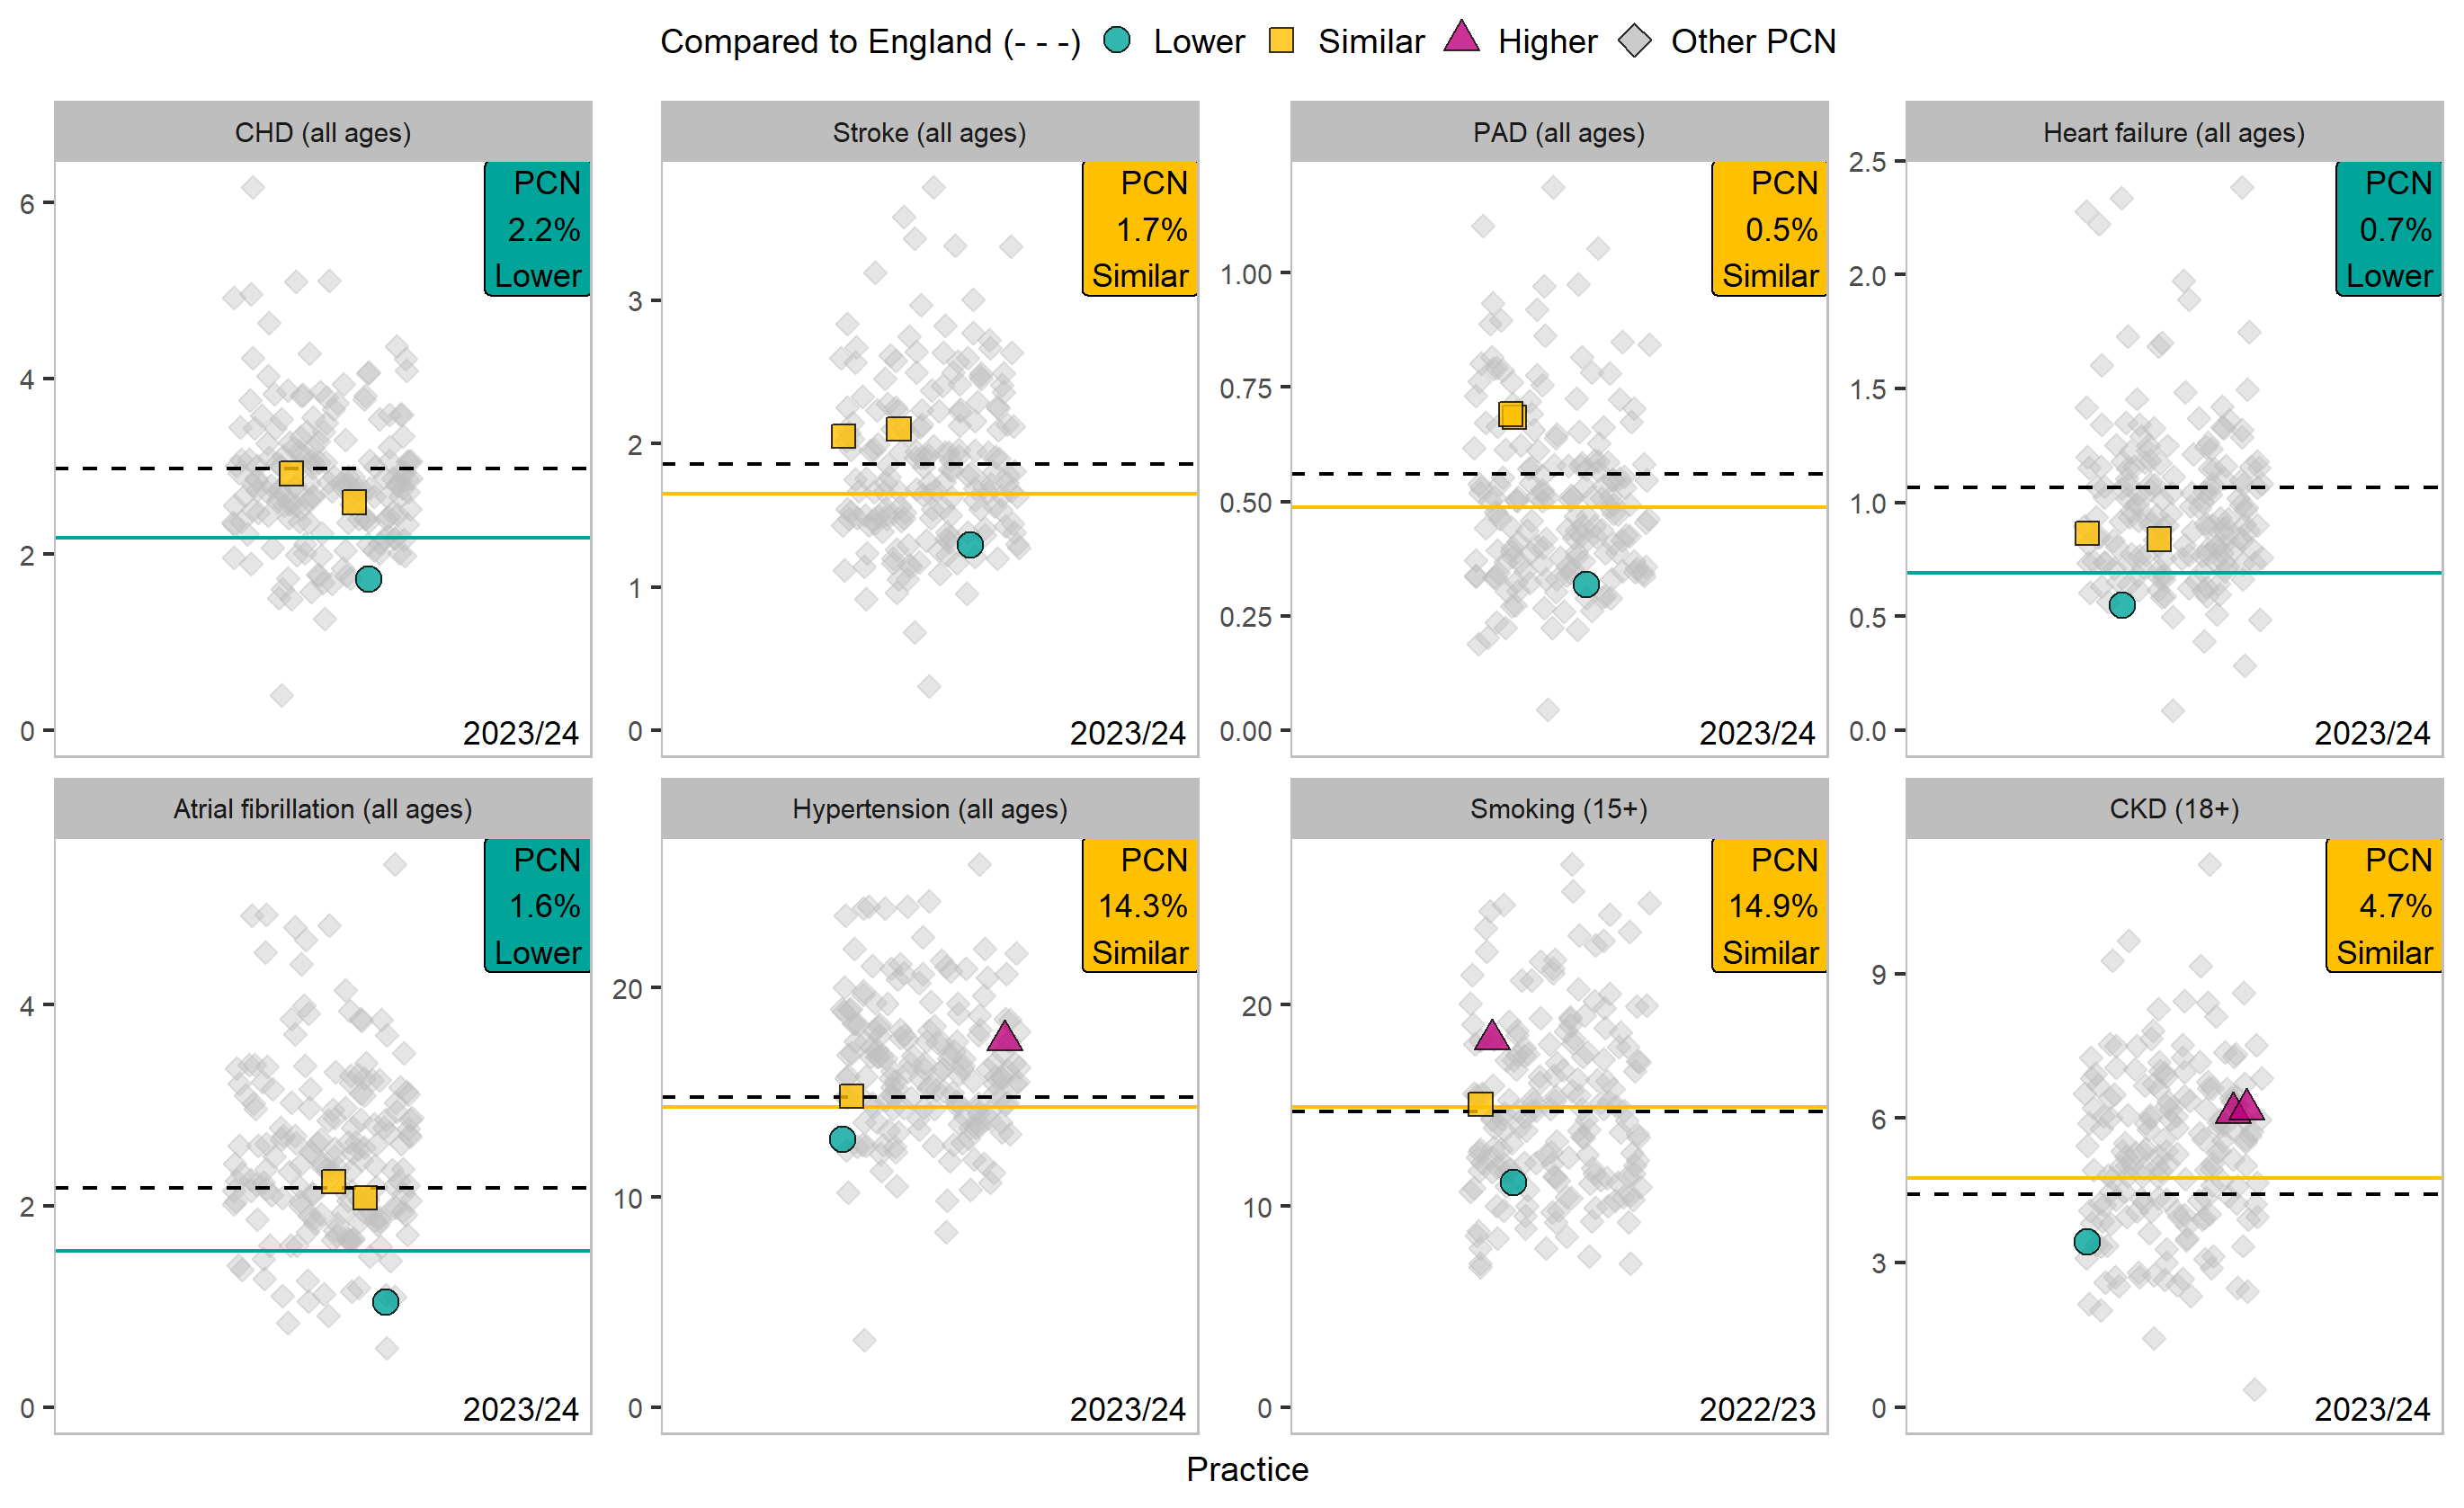 Compared to England (- - -) Lower Similar Higher Other PCN
CHD (all ages)
PCN
2.2%
Lower
6
4
2
0
2023/24
Stroke (all ages)
PCN
1.7%
Similar
3
2
1
0
2023/24
PAD (all ages)
PCN
0.5%
Similar
1.00
0.75
0.50
0.25
0.00
2023/24
Heart failure (all ages)
PCN
0.7%
Lower
2.5
2.0
1.5
1.0
0.5
0.0
2023/24
Atrial fibrillation (all ages)
PCN
1.6%
Lower
4
2
0
2023/24
Hypertension (all ages)
PCN
14.3%
Similar
20
10
0
2023/24
Smoking (15+)
PCN
14.9%
Similar
20
10
0
2022/23
CKD (18+)
PCN
4.7%
Similar
9
6
3
0
2023/24
Practice